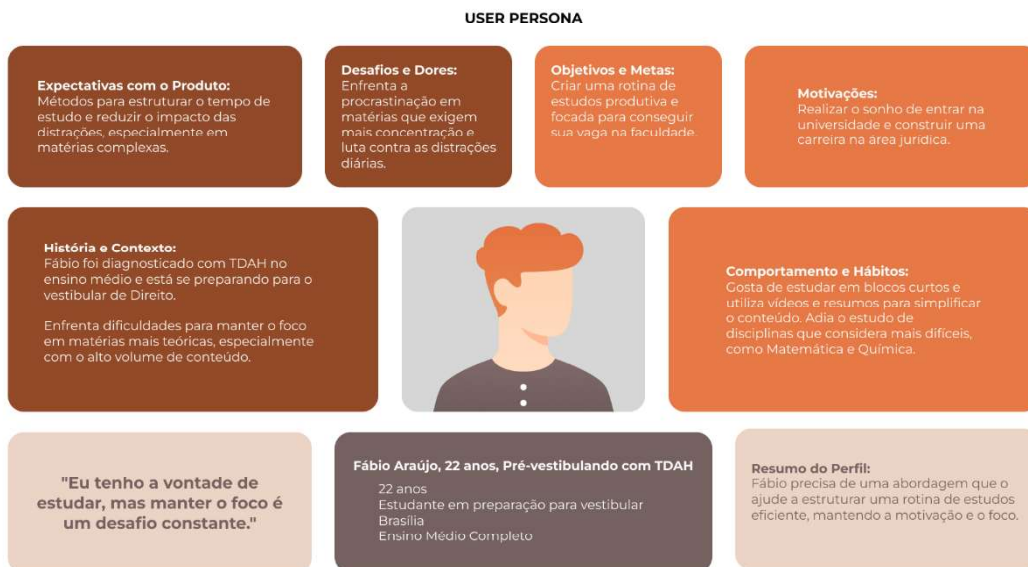 USER PERSONA
Expectativas com o Produto:
Métodos para estruturar o tempo de
estudo e reduzir o impacto das
distrações, especialmente em
matérias complexas.
Desafios e Dores:
Enfrenta a
procrastinação em
matérias que exigem
mais concentração e
luta contra as distrações
diárias.
Objetivos e Metas:
Criar uma rotina de
estudos produtiva e
focada para conseguir
sua vaga na faculdade.
Motivações:
Realizar o sonho de entrar na
universidade e construir uma
carreira na área jurídica.
História e Contexto:
Fábio foi diagnosticado com TDAH no
ensino médio e está se preparando para o
vestibular de Direito.
Enfrenta dificuldades para manter o foco
em matérias mais teóricas, especialmente
com o alto volume de conteúdo.
Comportamento e Hábitos:
Gosta de estudar em blocos curtos e
utiliza vídeos e resumos para simplificar
o conteúdo. Adia o estudo de
disciplinas que considera mais difíceis,
como Matemática e Química.
"Eu tenho a vontade de
estudar, mas manter o foco é
um desafio constante."
Fábio Araújo, 22 anos, Pré-vestibulando com TDAH
22 anos
Estudante em preparação para vestibular
Brasília
Ensino Médio Completo
Resumo do Perfil:
Fábio precisa de uma abordagem que o
ajude a estruturar uma rotina de estudos
eficiente, mantendo a motivação e o foco.